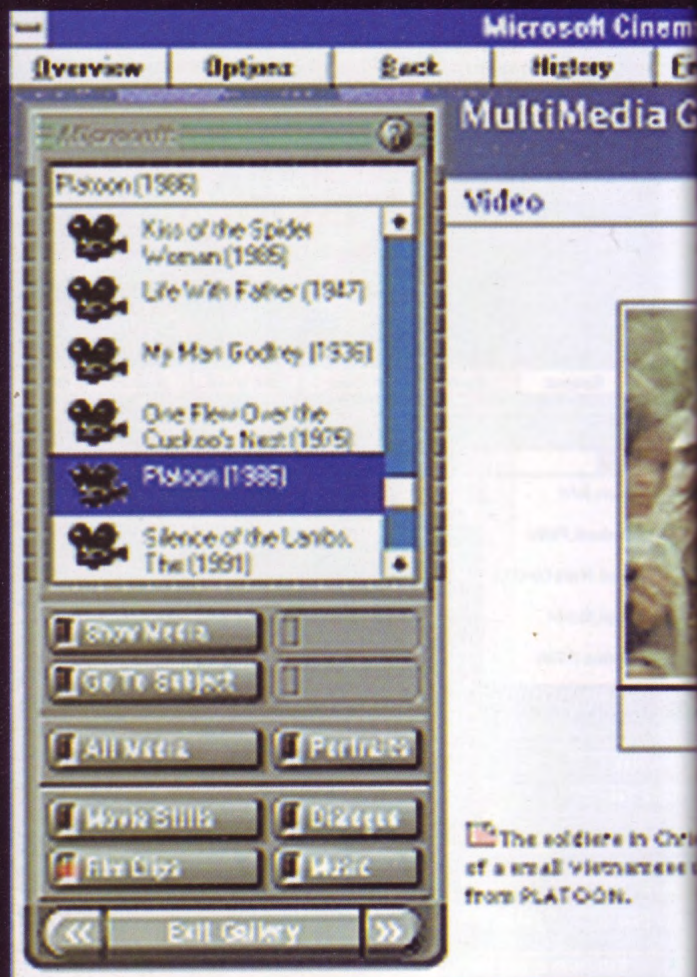 Microsoft Cinem
Overview Options Back History
MultiMedia G
Microsoft
?
Platoon (1986)
Video
Kiss of the Spider
Woman (1985)
Life With Father (1947)
My Man Godfrey (1936)
One Flew Over the
Cuckoo's Nest (1975)
Platoon (1986)
Silence of the Lambs,
The (1991)
Show Media
Go To Subject
All Media Portraits
Movie Stills Dialogue
Film Clips Music
<< Exit Gallery >>
The soldiers in Chri
of a small Vietnamese
from PLATOON.